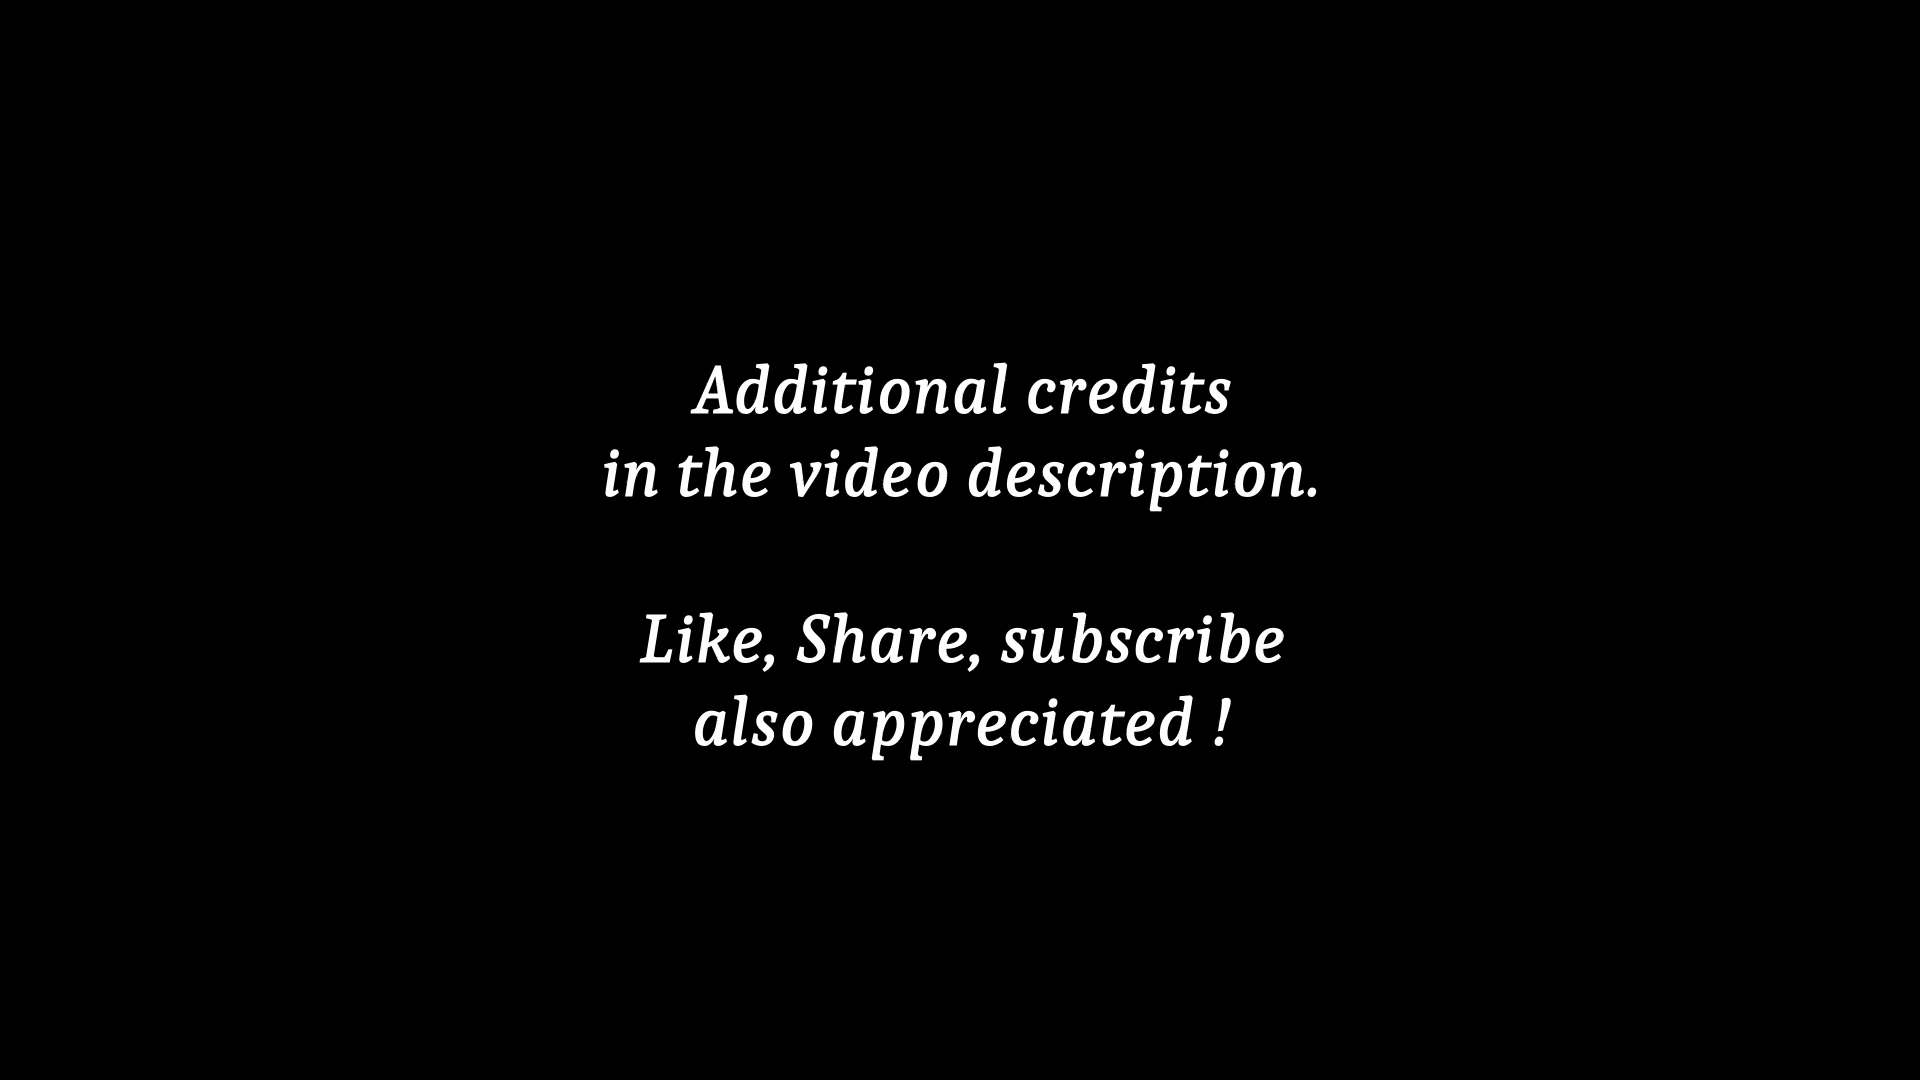 Additional credits
in the video description.
Like, Share, subscribe
also appreciated !